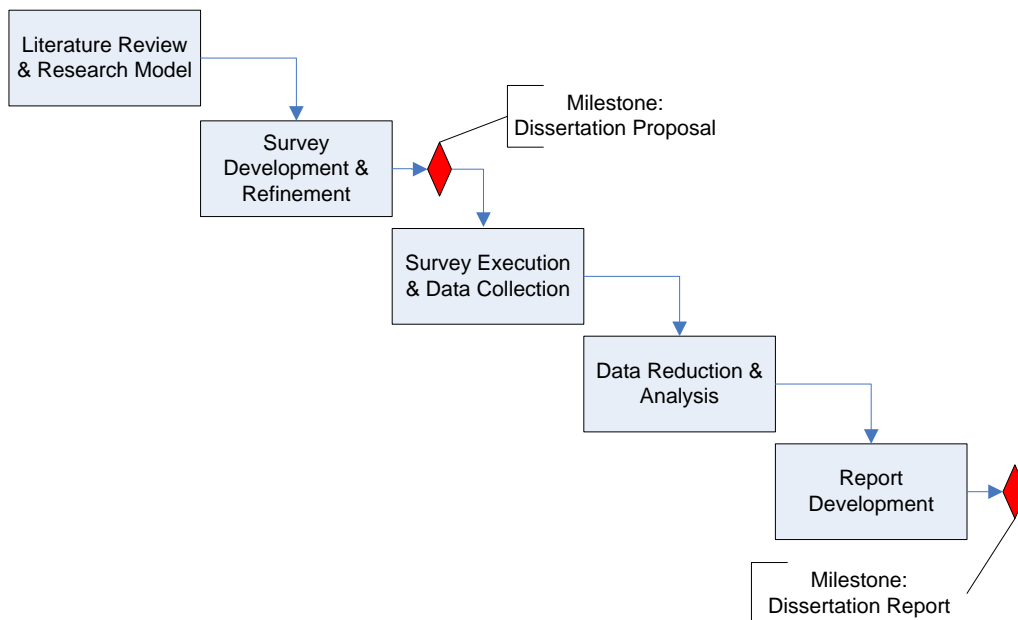 Literature Review
& Research Model
Milestone:
Dissertation Proposal
Survey
Development &
Refinement
Survey Execution
& Data Collection
Data Reduction &
Analysis
Report
Development
Milestone:
Dissertation Report